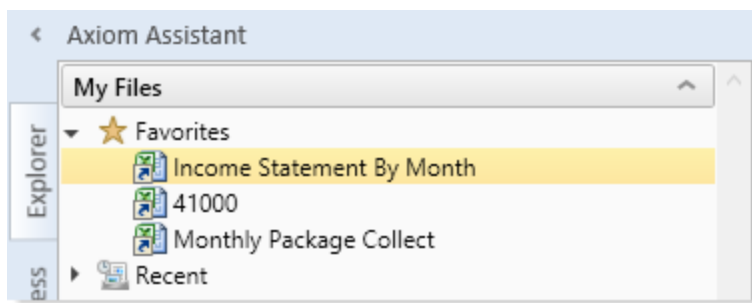 Axiom Assistant
My Files
Explorer
Favorites
Income Statement By Month
41000
Monthly Package Collect
Recent